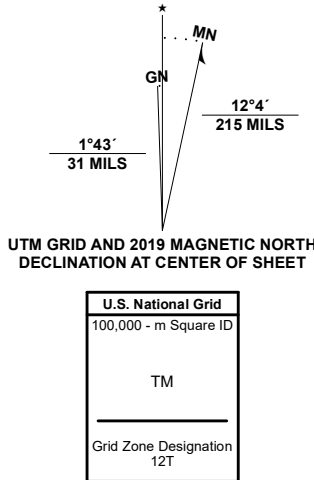 ★
MN
GN
1°43´
31 MILS
12°4´
215 MILS
UTM GRID AND 2019 MAGNETIC NORTH
DECLINATION AT CENTER OF SHEET
U.S. National Grid
100,000 - m Square ID
TM
Grid Zone Designation
12T